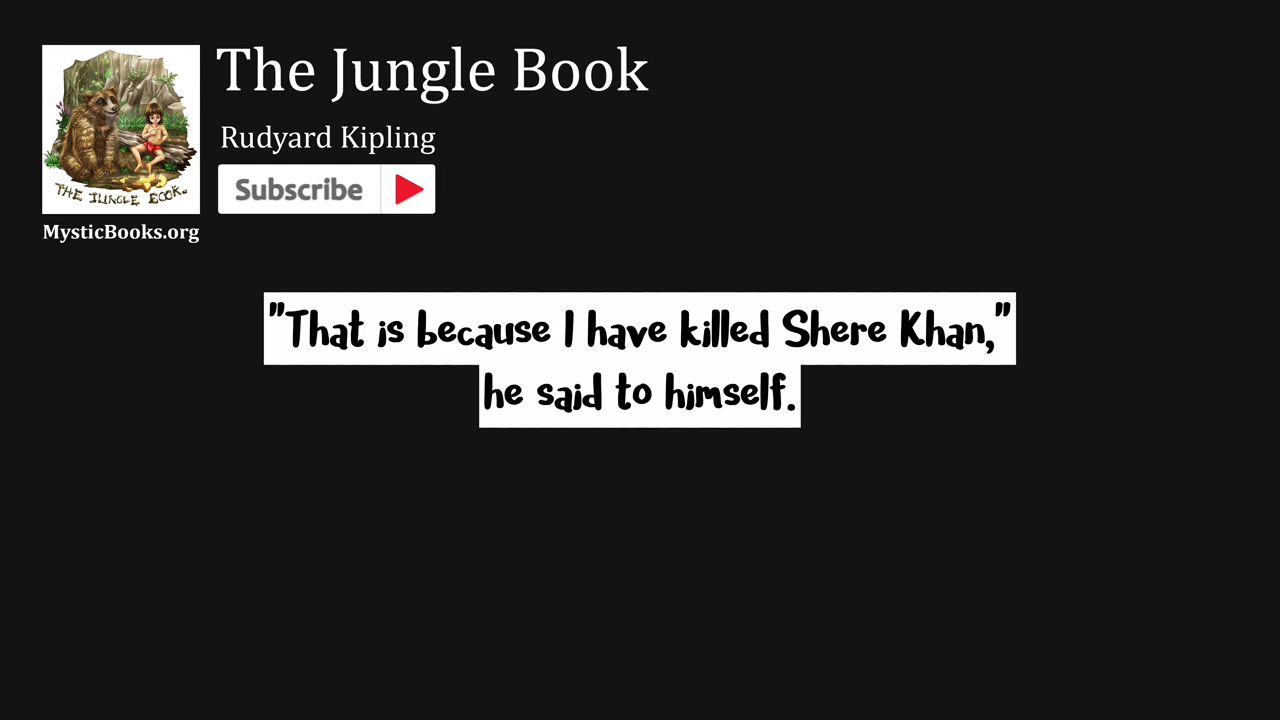 The Jungle Book
Rudyard Kipling
Subscribe
THE JUNGLE BOOK.
MysticBooks.org
"That is because I have killed Shere Khan,"
he said to himself.